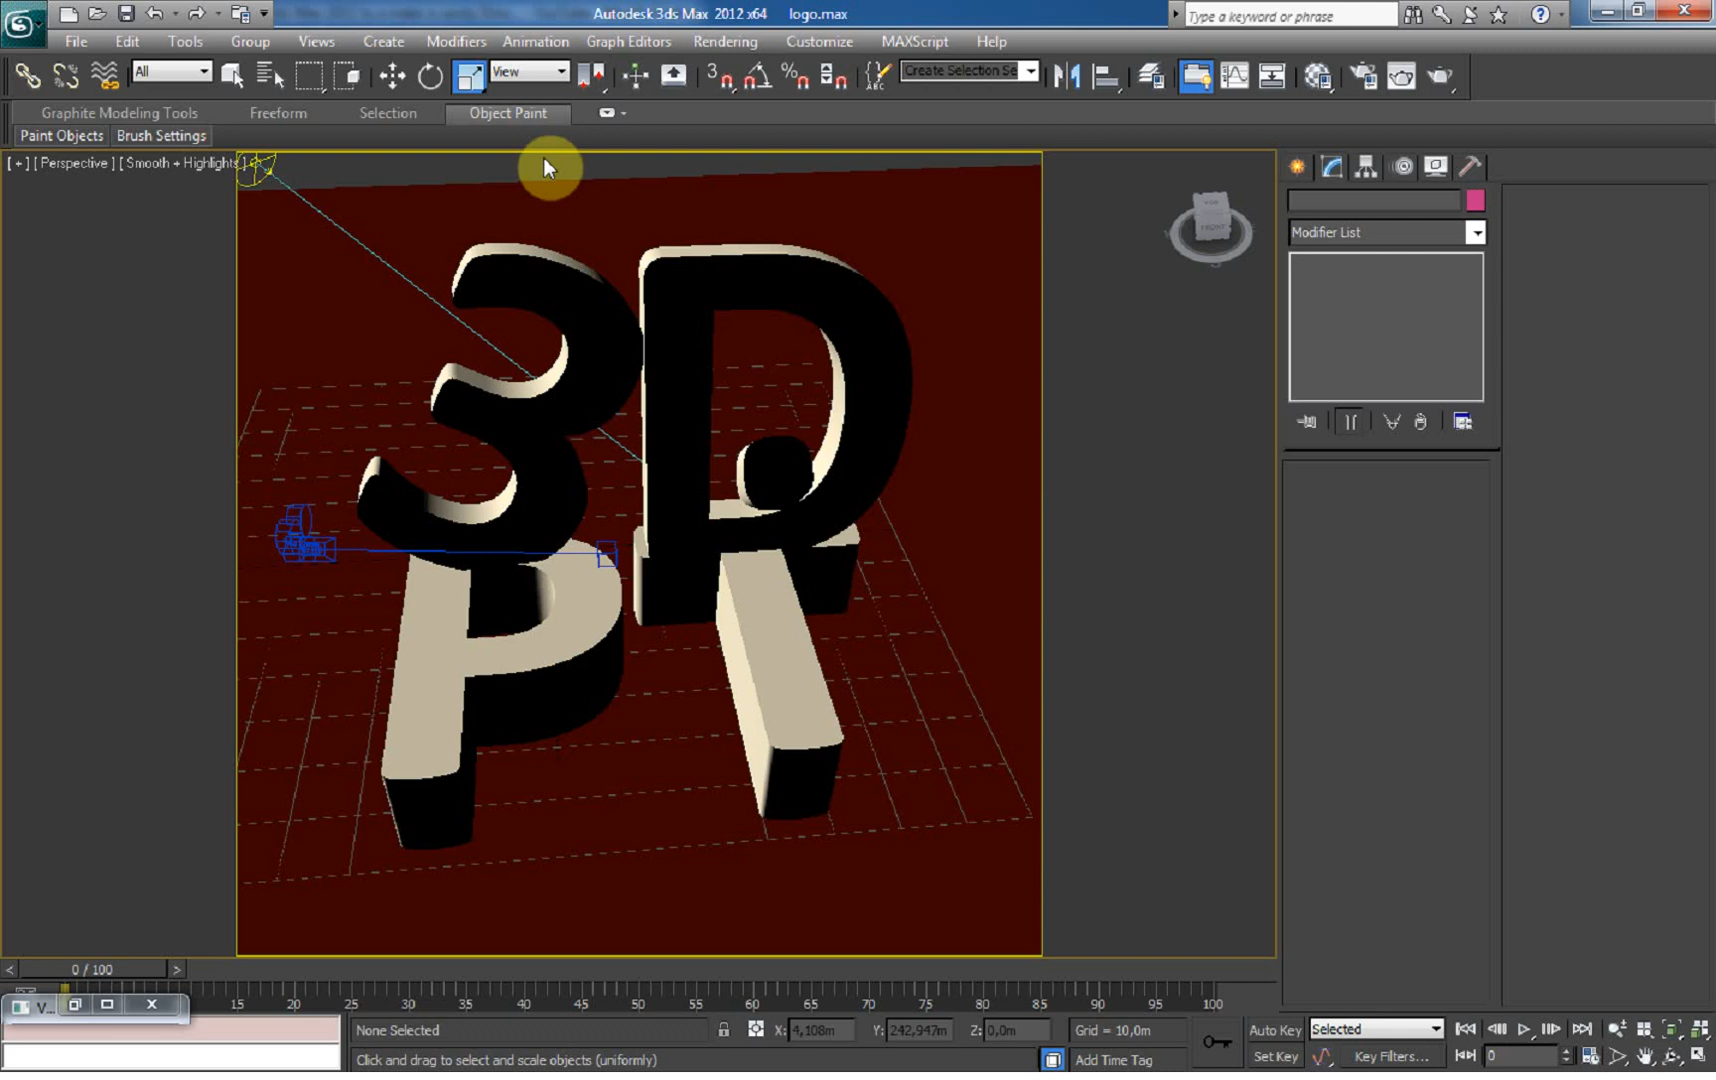 Autodesk 3ds Max 2012 x64 logo.max
Type a keyword or phrase
File Edit Tools Group Views Create Modifiers Animation Graph Editors Rendering Customize MAXScript Help
All
View
Create Selection Se
Graphite Modeling Tools Freeform Selection Object Paint
Paint Objects Brush Settings
[ + ] [ Perspective ] [ Smooth + Highlights ]
FRONT
Modifier List
3D
PI
0 / 100
V...
15 20 25 30 35 40 45 50 55 60 65 70 75 80 85 90 95 100
None Selected
X: 4,108m Y: 242,947m Z: 0,0m Grid = 10,0m
Auto Key Selected
Click and drag to select and scale objects (uniformly)
Add Time Tag
Set Key Key Filters...
0